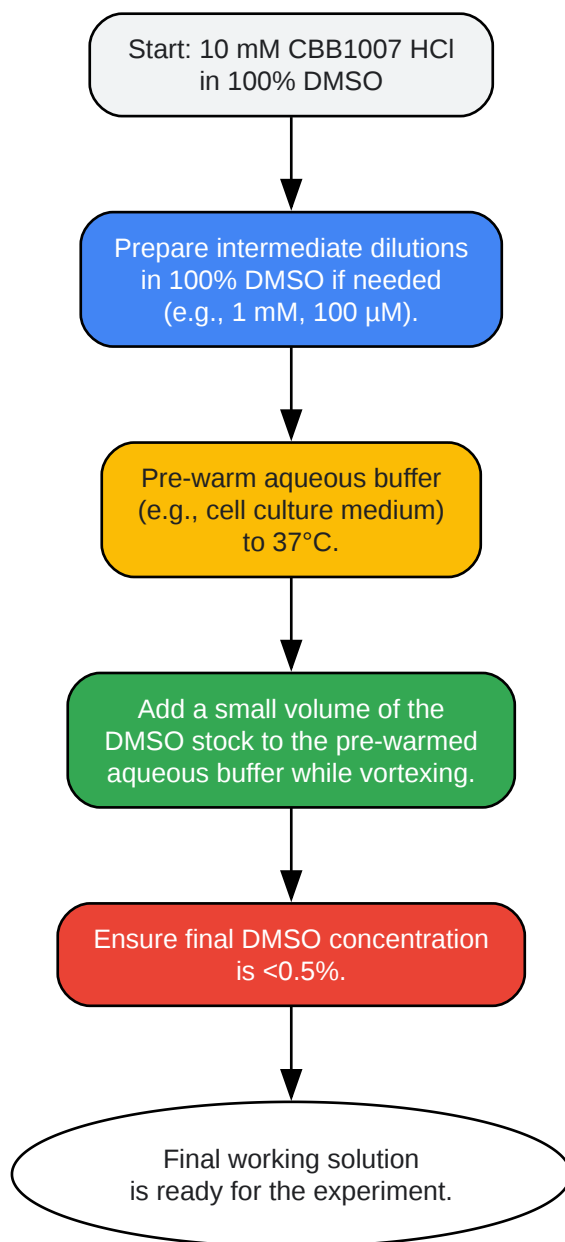 Start: 10 mM CBB1007 HCl
in 100% DMSO
Prepare intermediate dilutions
in 100% DMSO if needed
(e.g., 1 mM, 100 µM).
Pre-warm aqueous buffer
(e.g., cell culture medium)
to 37°C.
Add a small volume of the
DMSO stock to the pre-warmed
aqueous buffer while vortexing.
Ensure final DMSO concentration
is <0.5%.
Final working solution
is ready for the experiment.